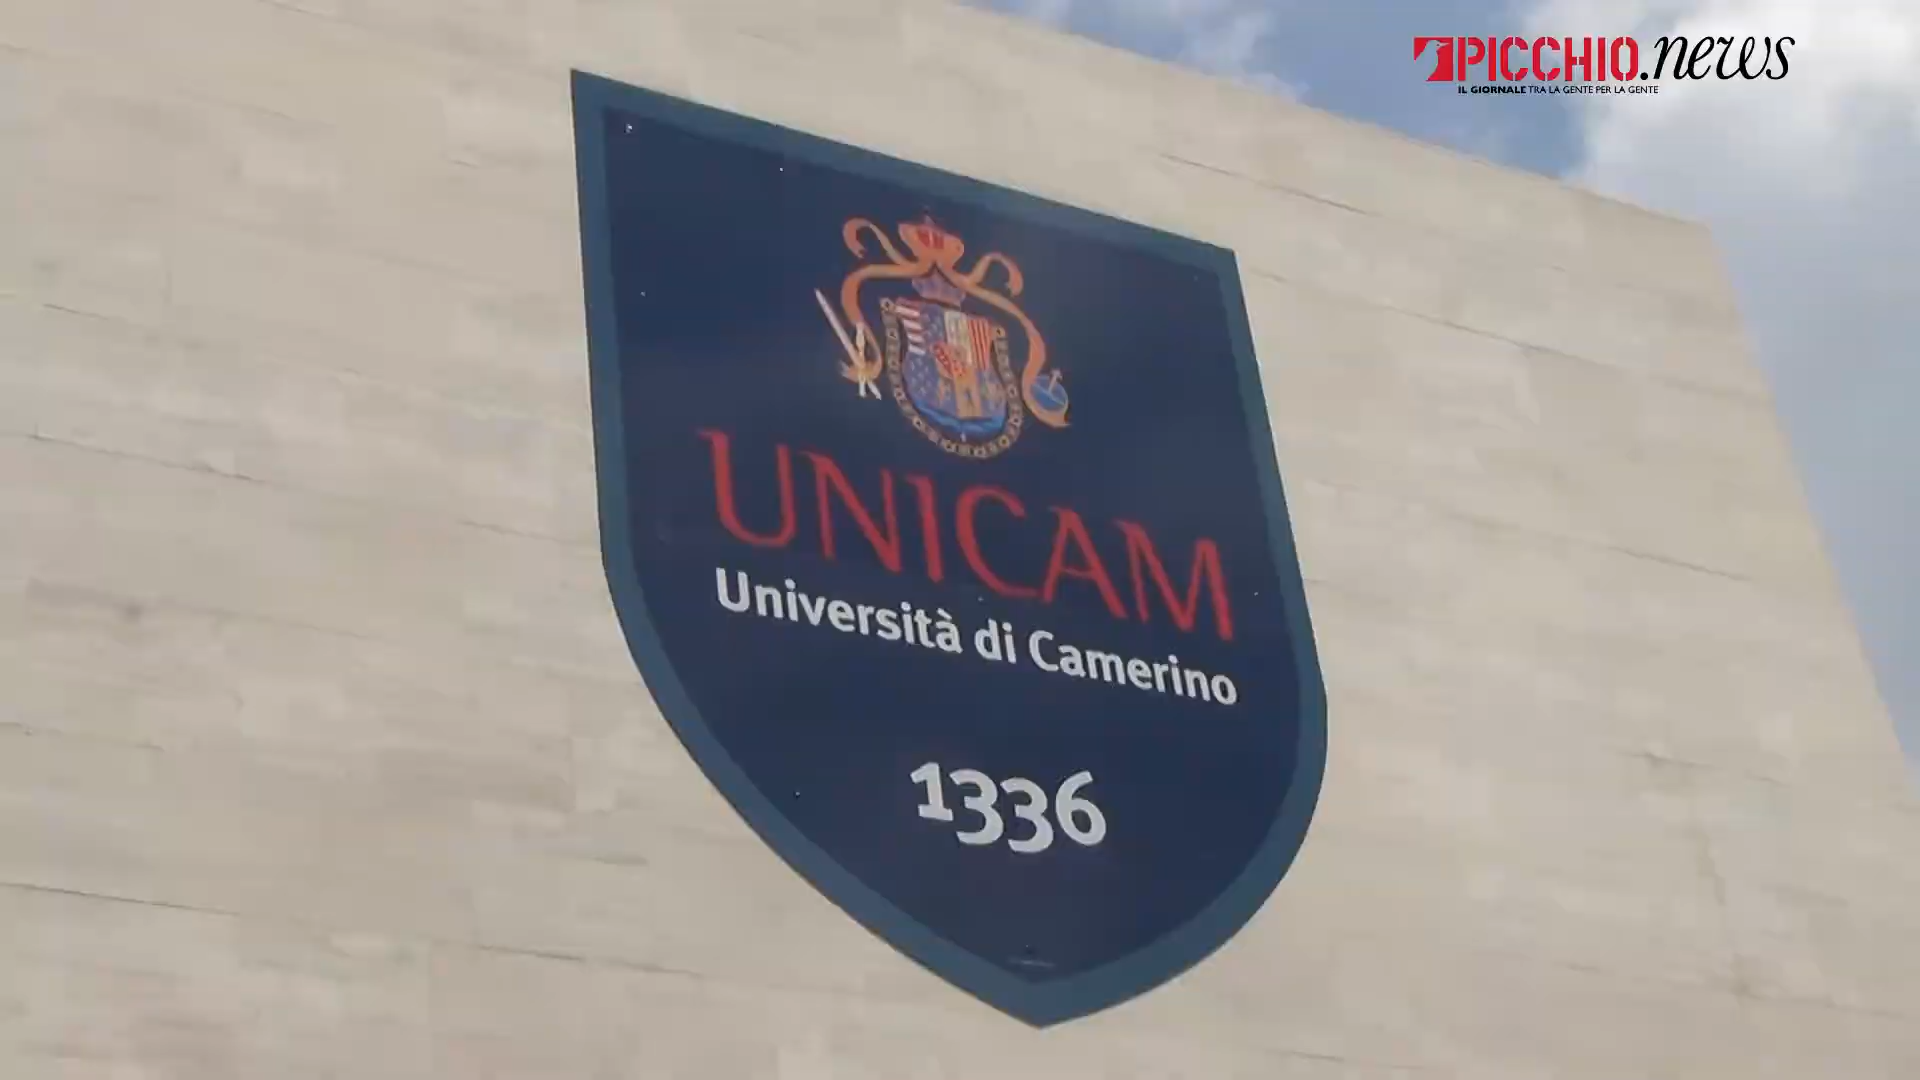 PICCHIO.news
IL GIORNALE TRA LA GENTE PER LA GENTE
UNICAM
Università di Camerino
1336